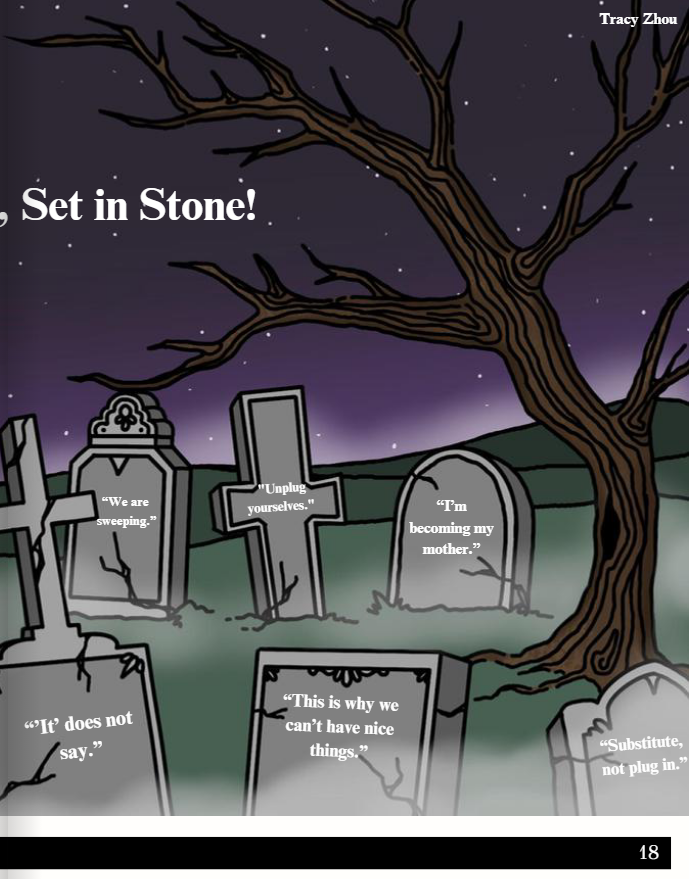 Tracy Zhou
, Set in Stone!
“We are
sweeping.”
"Unplug
yourselves."
“I’m
becoming my
mother.”
“’It’ does not
say.”
“This is why we
can’t have nice
things.”
“Substitute,
not plug in.”
18